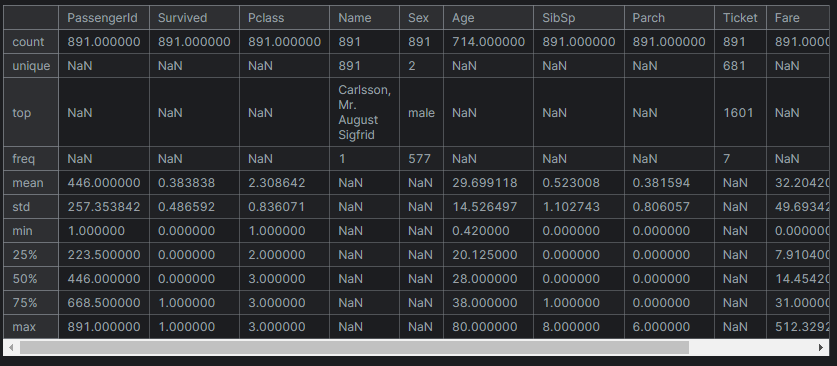 PassengerId Survived Pclass Name Sex Age SibSp Parch Ticket Fare
count 891.000000 891.000000 891.000000 891 891 714.000000 891.000000 891.000000 891 891.0000
unique NaN NaN NaN 891 2 NaN NaN NaN 681 NaN
top NaN NaN NaN Carlsson, Mr. August Sigfrid male NaN NaN NaN 1601 NaN
freq NaN NaN NaN 1 577 NaN NaN NaN 7 NaN
mean 446.000000 0.383838 2.308642 NaN NaN 29.699118 0.523008 0.381594 NaN 32.20420
std 257.353842 0.486592 0.836071 NaN NaN 14.526497 1.102743 0.806057 NaN 49.69342
min 1.000000 0.000000 1.000000 NaN NaN 0.420000 0.000000 0.000000 NaN 0.000000
25% 223.500000 0.000000 2.000000 NaN NaN 20.125000 0.000000 0.000000 NaN 7.910400
50% 446.000000 0.000000 3.000000 NaN NaN 28.000000 0.000000 0.000000 NaN 14.45420
75% 668.500000 1.000000 3.000000 NaN NaN 38.000000 1.000000 0.000000 NaN 31.00000
max 891.000000 1.000000 3.000000 NaN NaN 80.000000 8.000000 6.000000 NaN 512.3292